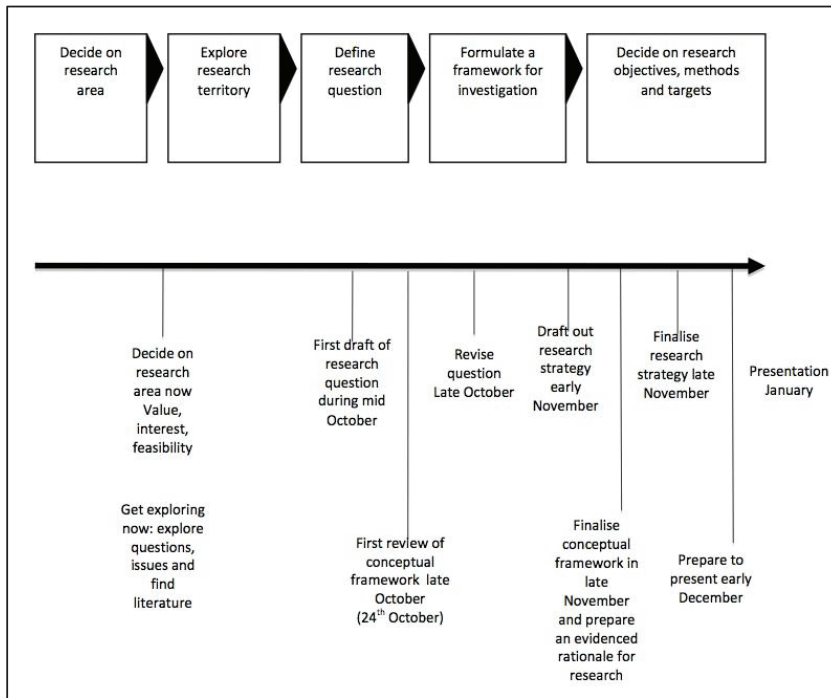 Decide on
research
area
Explore
research
territory
Define
research
question
Formulate a
framework for
investigation
Decide on research
objectives, methods
and targets
Decide on
research
area now
Value,
interest,
feasibility
First draft of
research
question
during mid
October
Revise
question
Late October
Draft out
research
strategy
early
November
Finalise
research
strategy late
November
Presentation
January
Get exploring
now: explore
questions,
issues and
find
literature
First review of
conceptual
framework late
October
(24th October)
Finalise
conceptual
framework in
late
November
and prepare
an evidenced
rationale for
research
Prepare to
present early
December